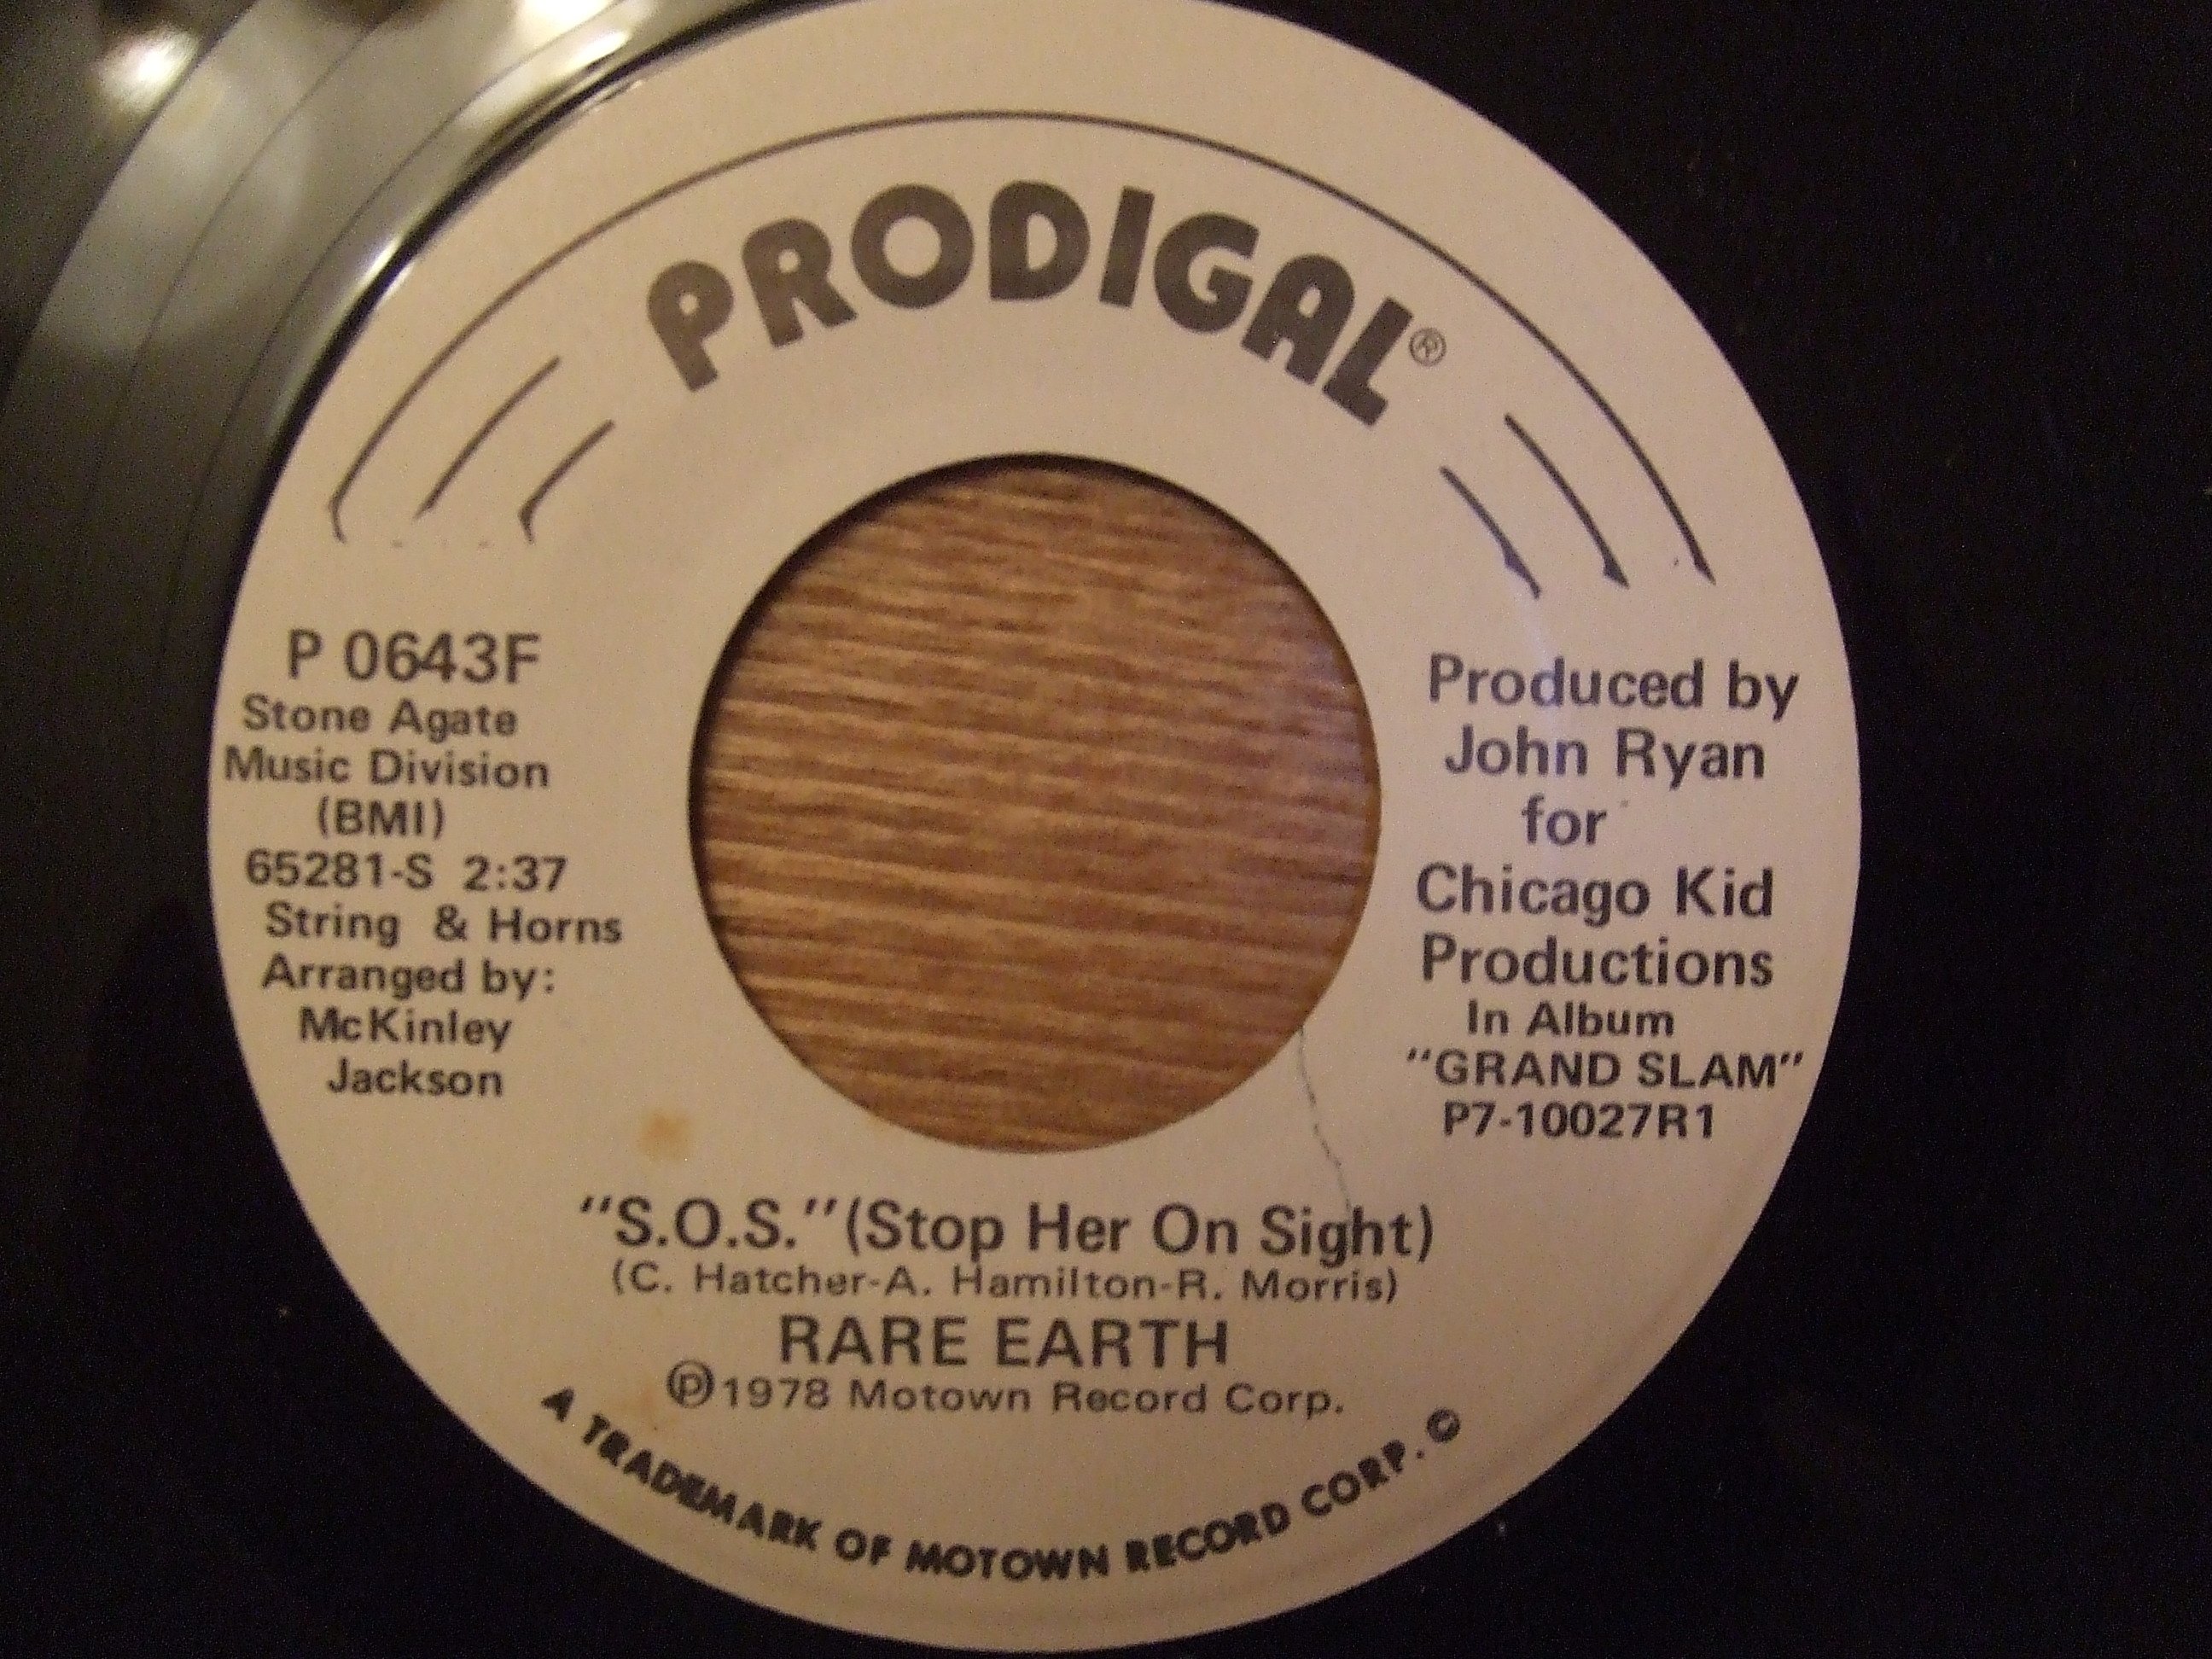 PRODIGAL®
P 0643F
Stone Agate
Music Division
(BMI)
65281-S 2:37
String & Horns
Arranged by:
McKinley
Jackson
Produced by
John Ryan
for
Chicago Kid
Productions
In Album
"GRAND SLAM"
P7-10027R1
"S.O.S."(Stop Her On Sight)
(C. Hatcher-A. Hamilton-R. Morris)
RARE EARTH
℗1978 Motown Record Corp.
A TRADEMARK OF MOTOWN RECORD CORP. ©